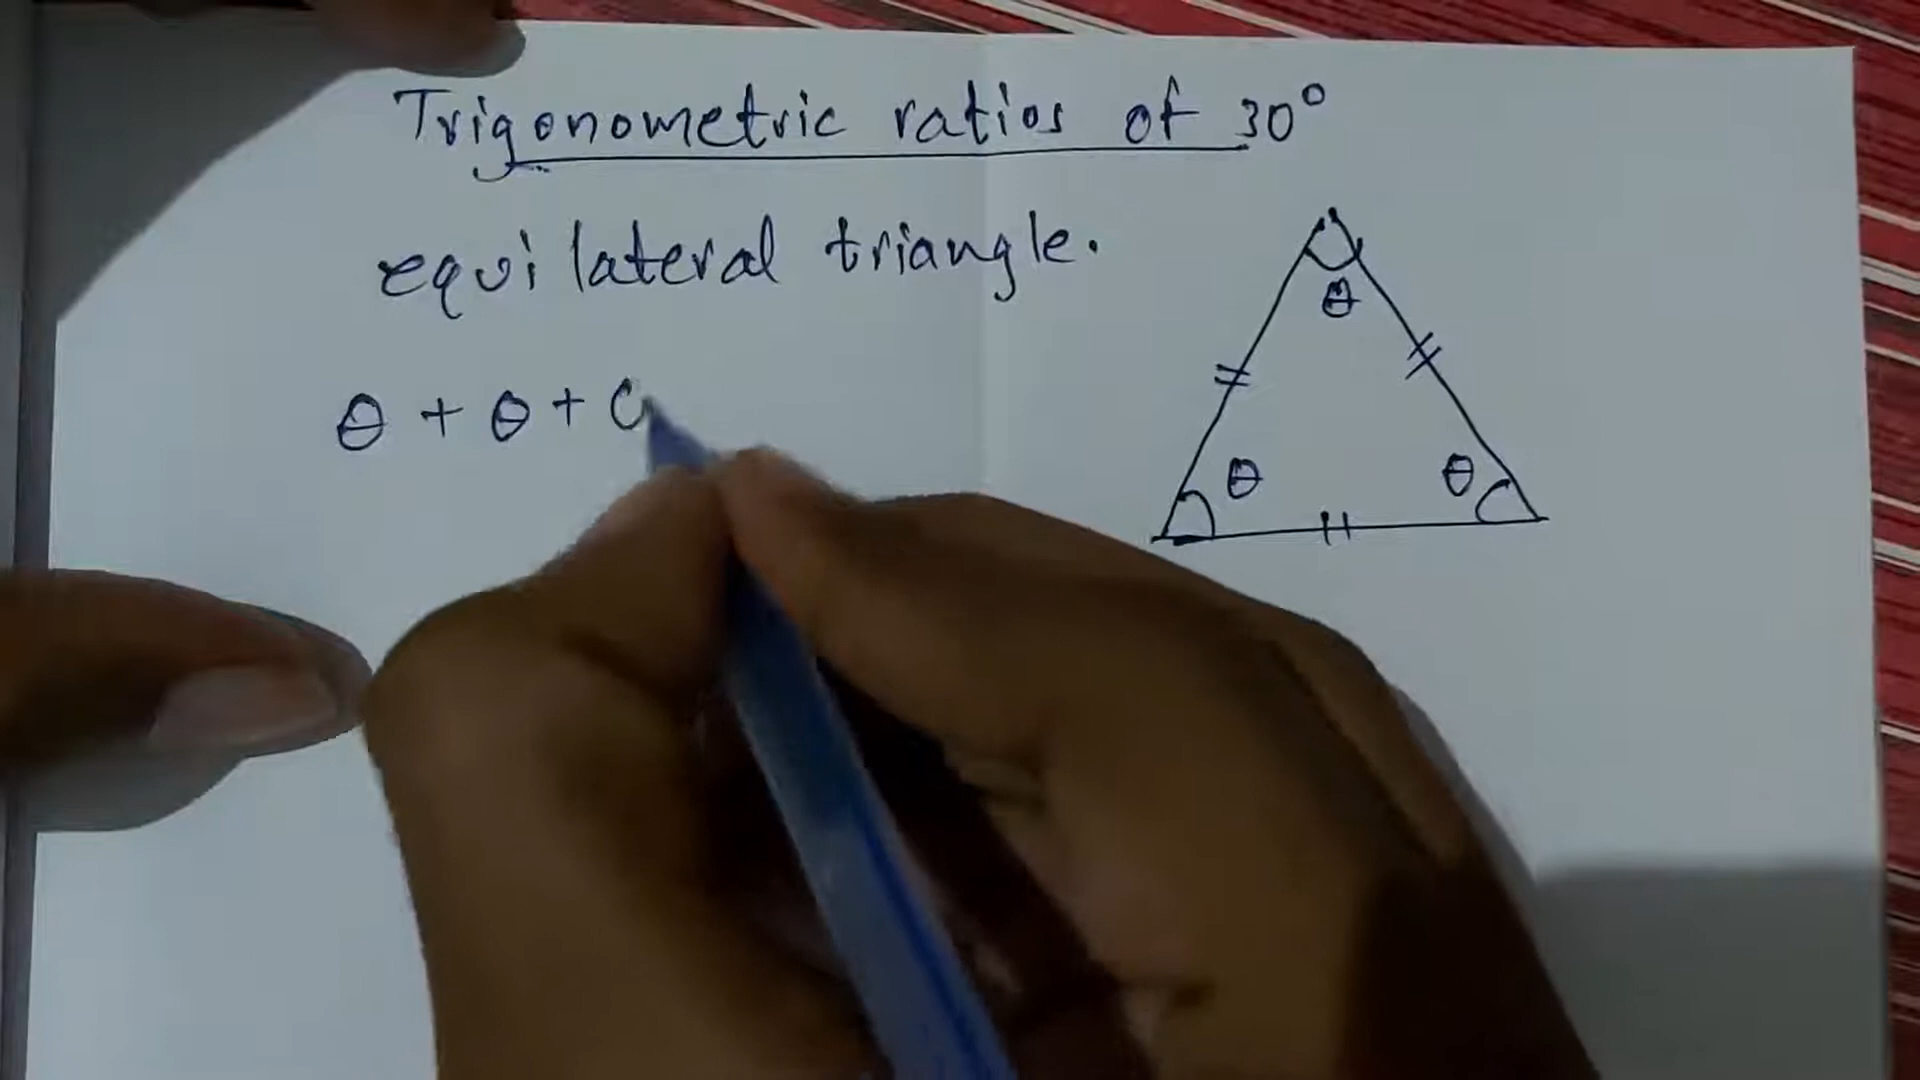 Trigonometric ratios of 30°
equilateral triangle.
θ
θ + θ +
θ θ